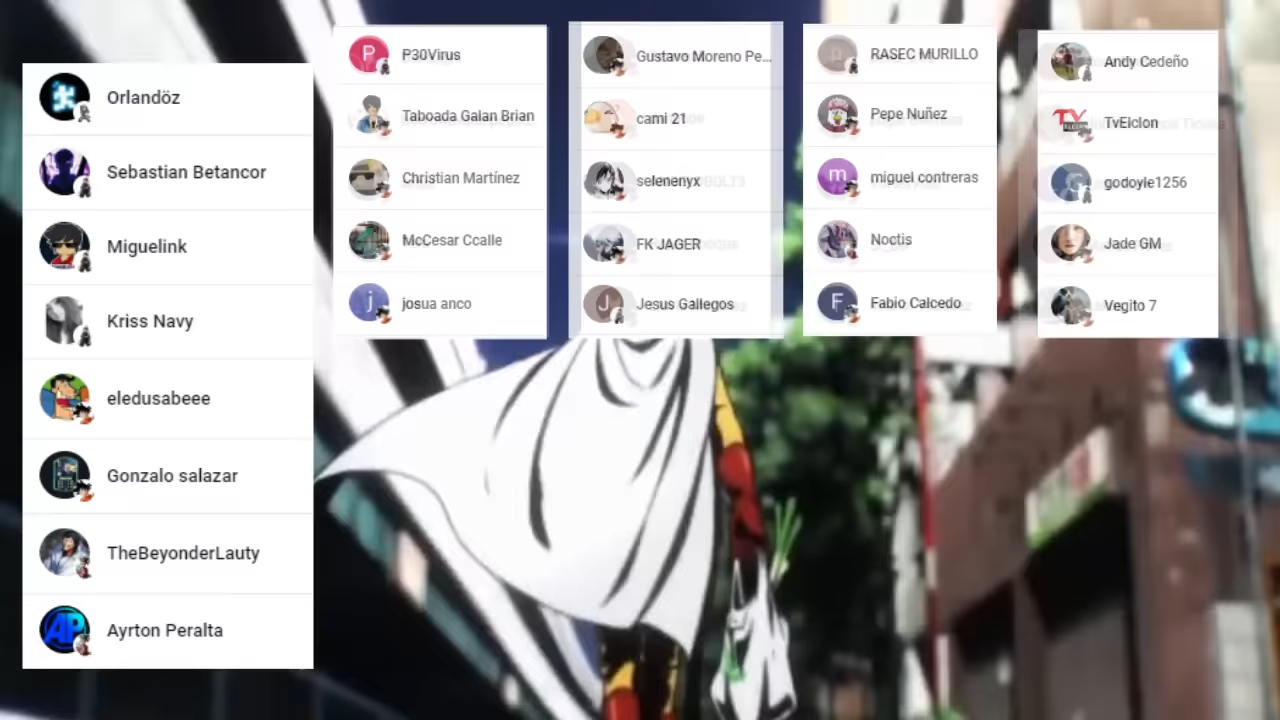 Orlandöz
Sebastian Betancor
Miguelink
Kriss Navy
eledusabeee
Gonzalo salazar
TheBeyonderLauty
Ayrton Peralta
P30Virus
Taboada Galan Brian
Christian Martínez
McCesar Ccalle
josua anco
Gustavo Moreno Pe...
cami 21
selenenyx
FK JAGER
Jesus Gallegos
RASEC MURILLO
Pepe Nuñez
miguel contreras
Noctis
Fabio Calcedo
Andy Cedeño
TvEiclon
godoyle1256
Jade GM
Vegito 7